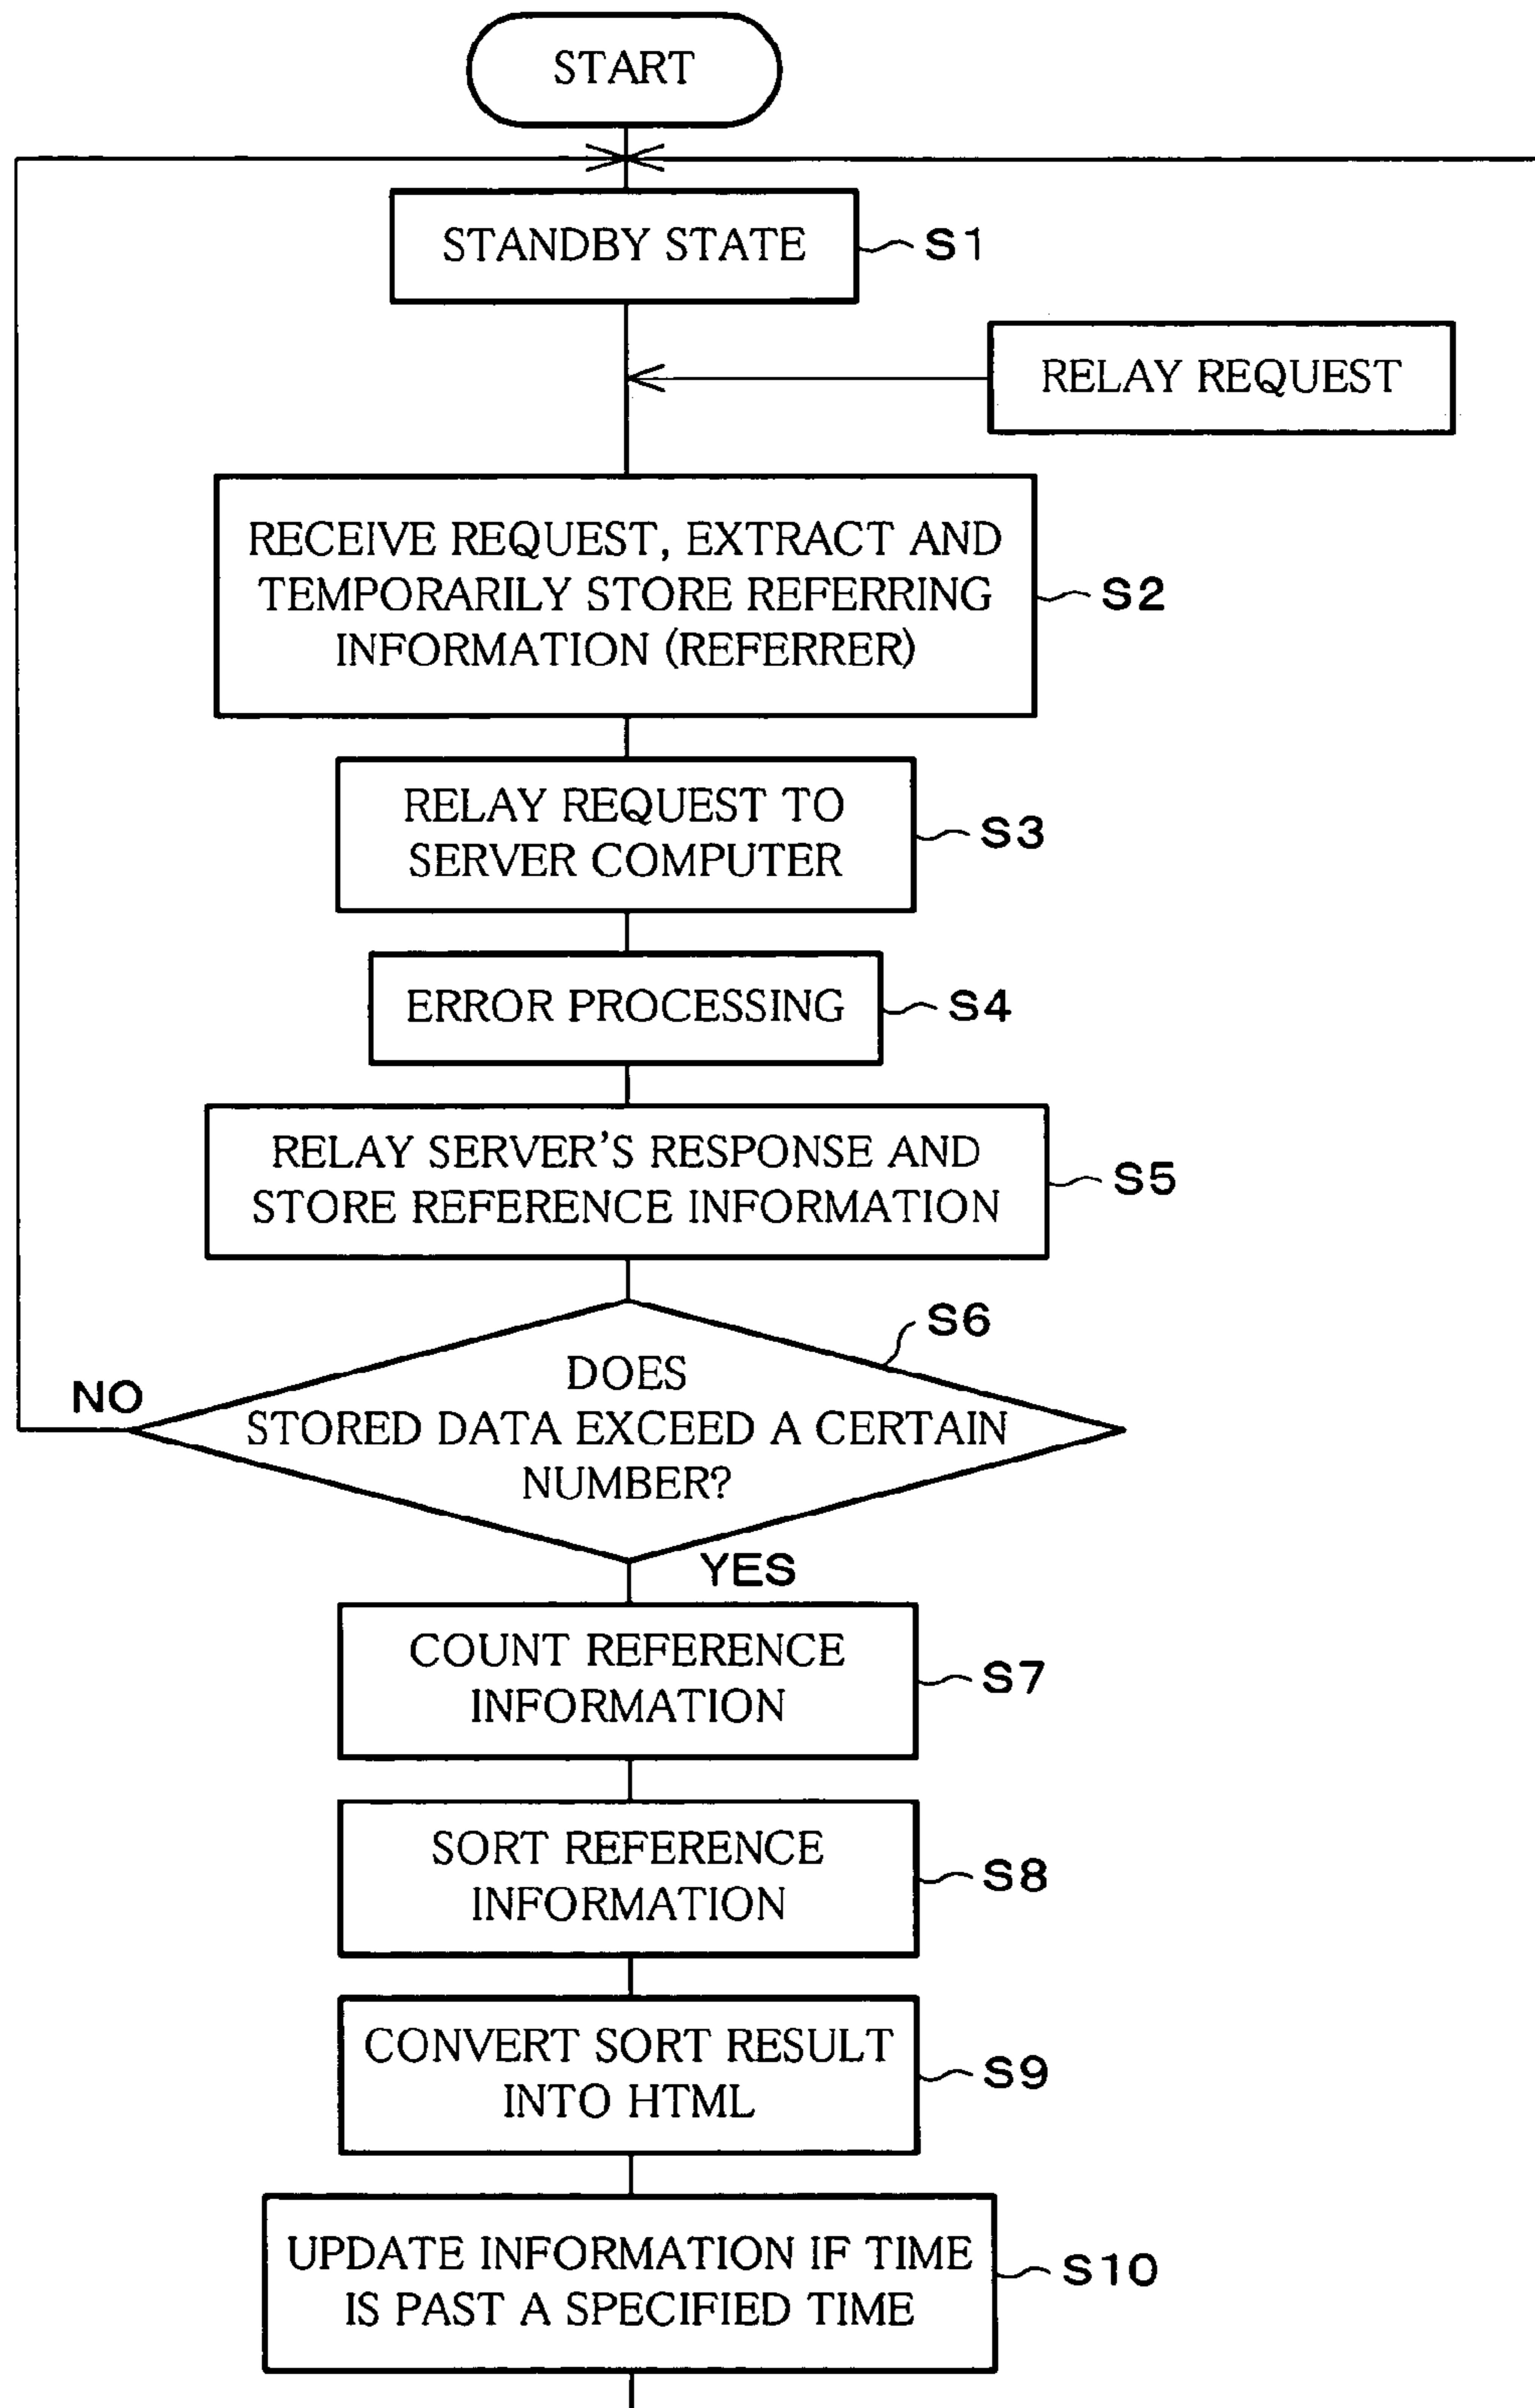 START
STANDBY STATE
S1
RELAY REQUEST
RECEIVE REQUEST, EXTRACT AND
TEMPORARILY STORE REFERRING
INFORMATION (REFERRER)
S2
RELAY REQUEST TO
SERVER COMPUTER
S3
ERROR PROCESSING
S4
RELAY SERVER'S RESPONSE AND
STORE REFERENCE INFORMATION
S5
S6
DOES
STORED DATA EXCEED A CERTAIN
NUMBER?
NO
YES
COUNT REFERENCE
INFORMATION
S7
SORT REFERENCE
INFORMATION
S8
CONVERT SORT RESULT
INTO HTML
S9
UPDATE INFORMATION IF TIME
IS PAST A SPECIFIED TIME
S10